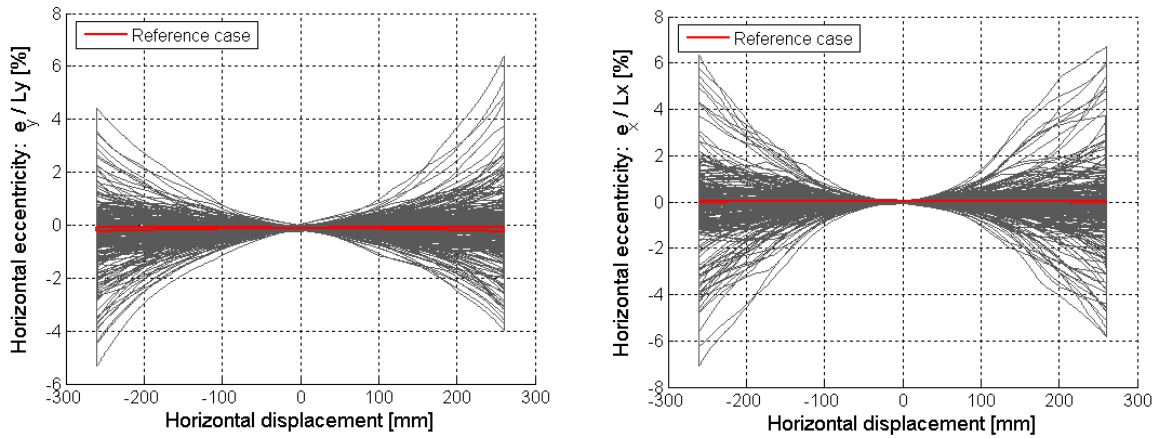 Reference case
Horizontal eccentricity: e_y / Ly [%]
8
6
4
2
0
-2
-4
-6
-300 -200 -100 0 100 200 300
Horizontal displacement [mm]
Reference case
Horizontal eccentricity: e_x / Lx [%]
8
6
4
2
0
-2
-4
-6
-8
-300 -200 -100 0 100 200 300
Horizontal displacement [mm]